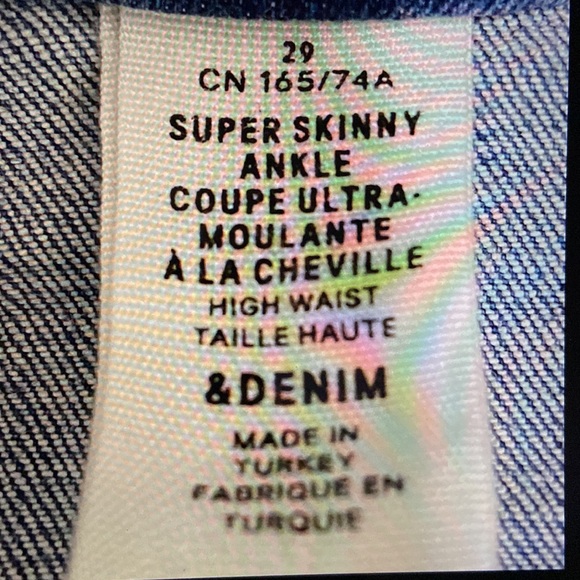 29
CN 165/74A
SUPER SKINNY
ANKLE
COUPE ULTRA-
MOULANTE
À LA CHEVILLE
HIGH WAIST
TAILLE HAUTE
&DENIM
MADE IN
TURKEY
FABRIQUE EN
TURQUIE